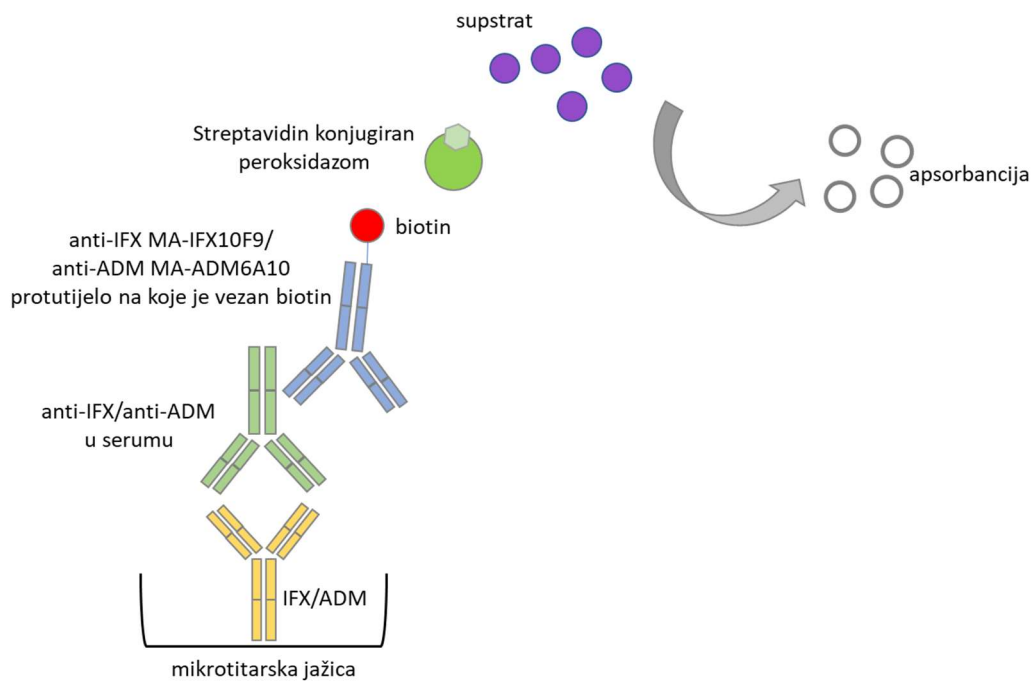 supstrat
Streptavidin konjugiran
peroksidazom
apsorbancija
biotin
anti-IFX MA-IFX10F9/
anti-ADM MA-ADM6A10
protutijelo na koje je vezan biotin
anti-IFX/anti-ADM
u serumu
IFX/ADM
mikrotitarska jažica